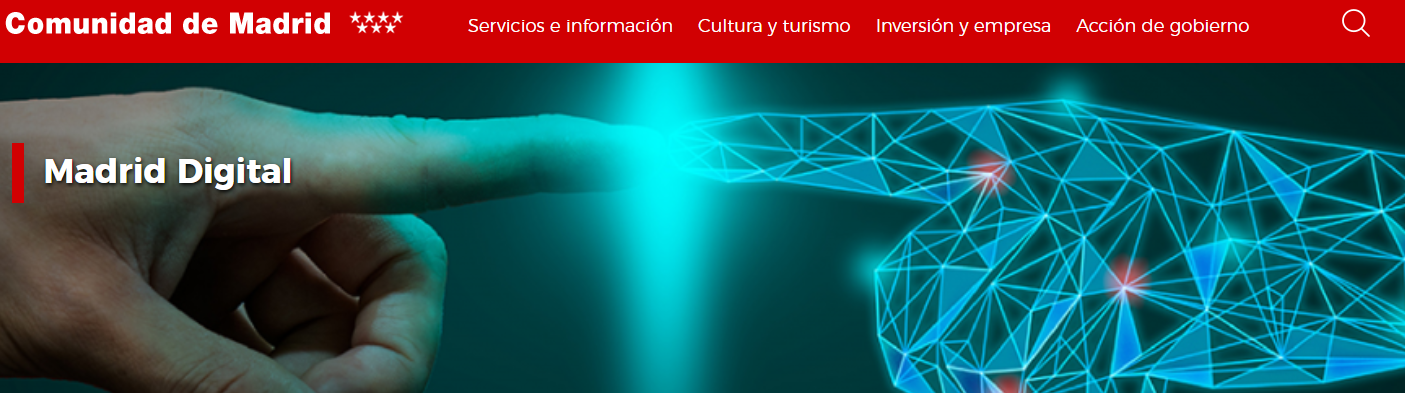 Comunidad de Madrid
Servicios e información
Cultura y turismo
Inversión y empresa
Acción de gobierno
Madrid Digital